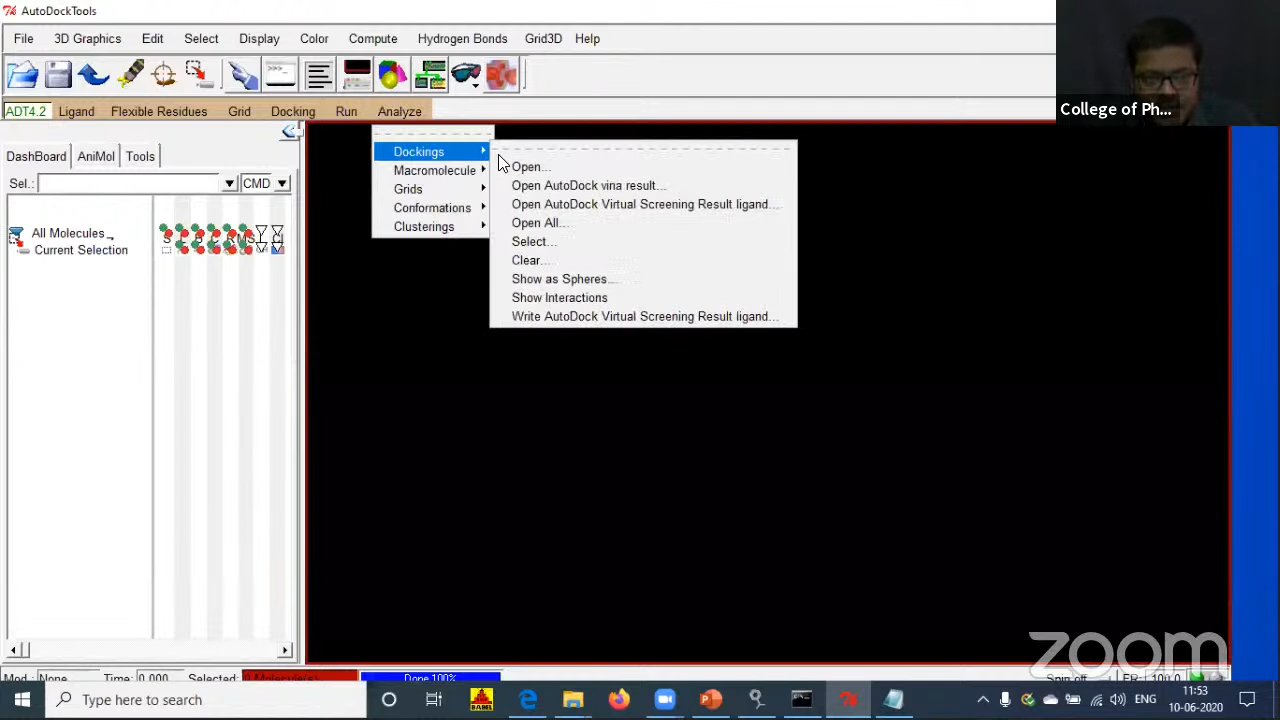 AutoDockTools
File 3D Graphics Edit Select Display Color Compute Hydrogen Bonds Grid3D Help
College of Ph...
ADT4.2 Ligand Flexible Residues Grid Docking Run Analyze
DashBoard AniMol Tools
Sel.: CMD
All Molecules
Current Selection
Dockings
Macromolecule
Grids
Conformations
Clusterings
Open...
Open AutoDock vina result...
Open AutoDock Virtual Screening Result ligand...
Open All...
Select...
Clear...
Show as Spheres...
Show Interactions
Write AutoDock Virtual Screening Result ligand...
zoom
Time: 0.000 Selected: Done 100% Spin off
Type here to search
ENG
11:53
10-06-2020